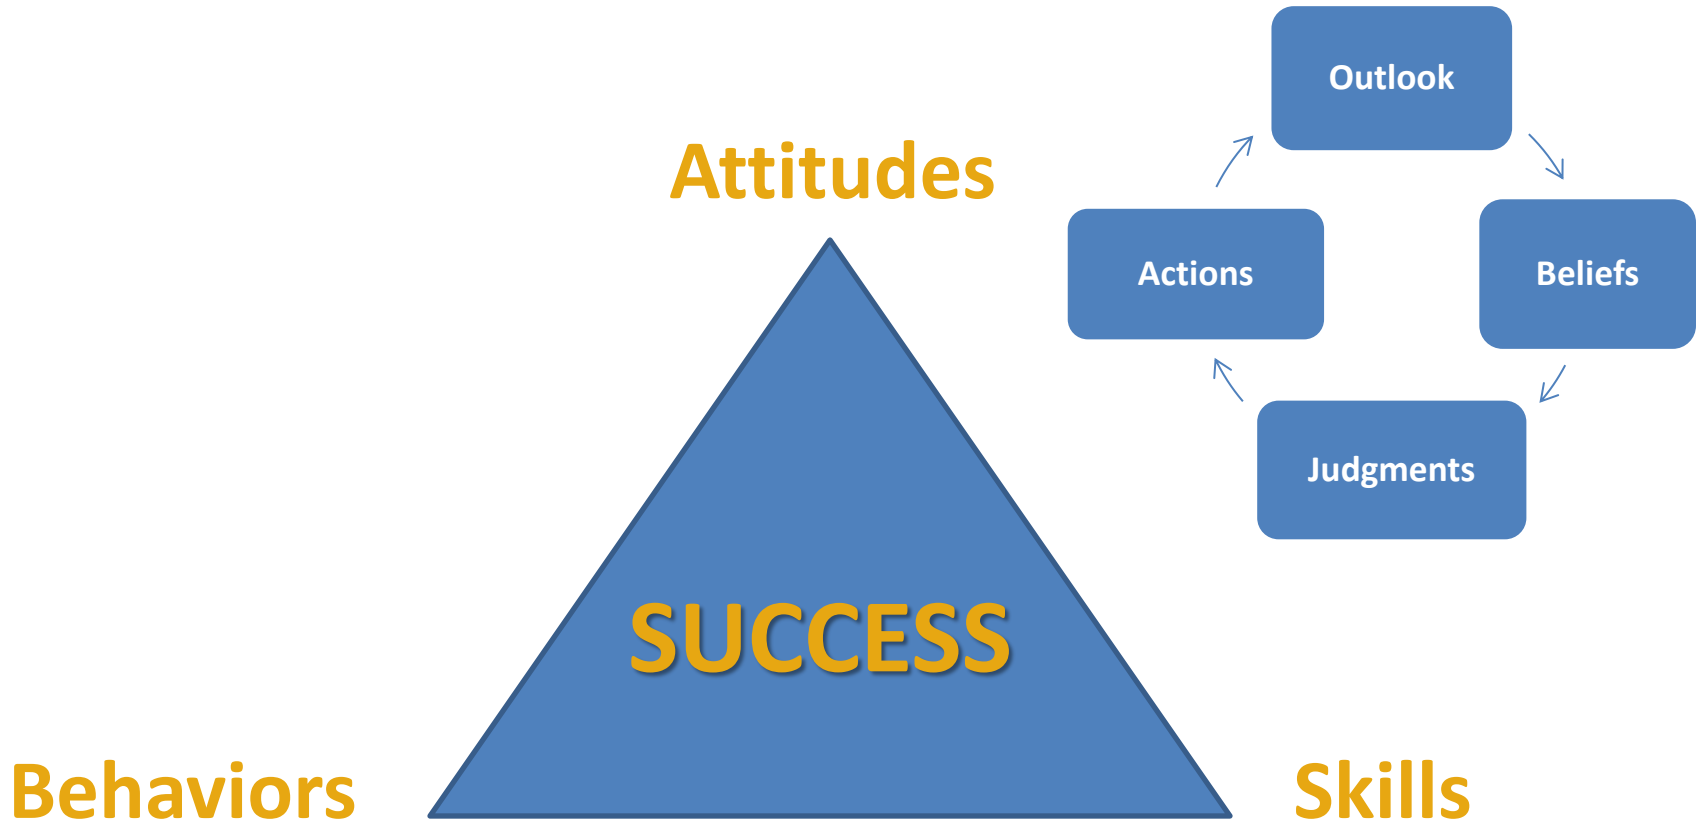 Outlook
Attitudes
Actions
Beliefs
Judgments
SUCCESS
Behaviors
Skills